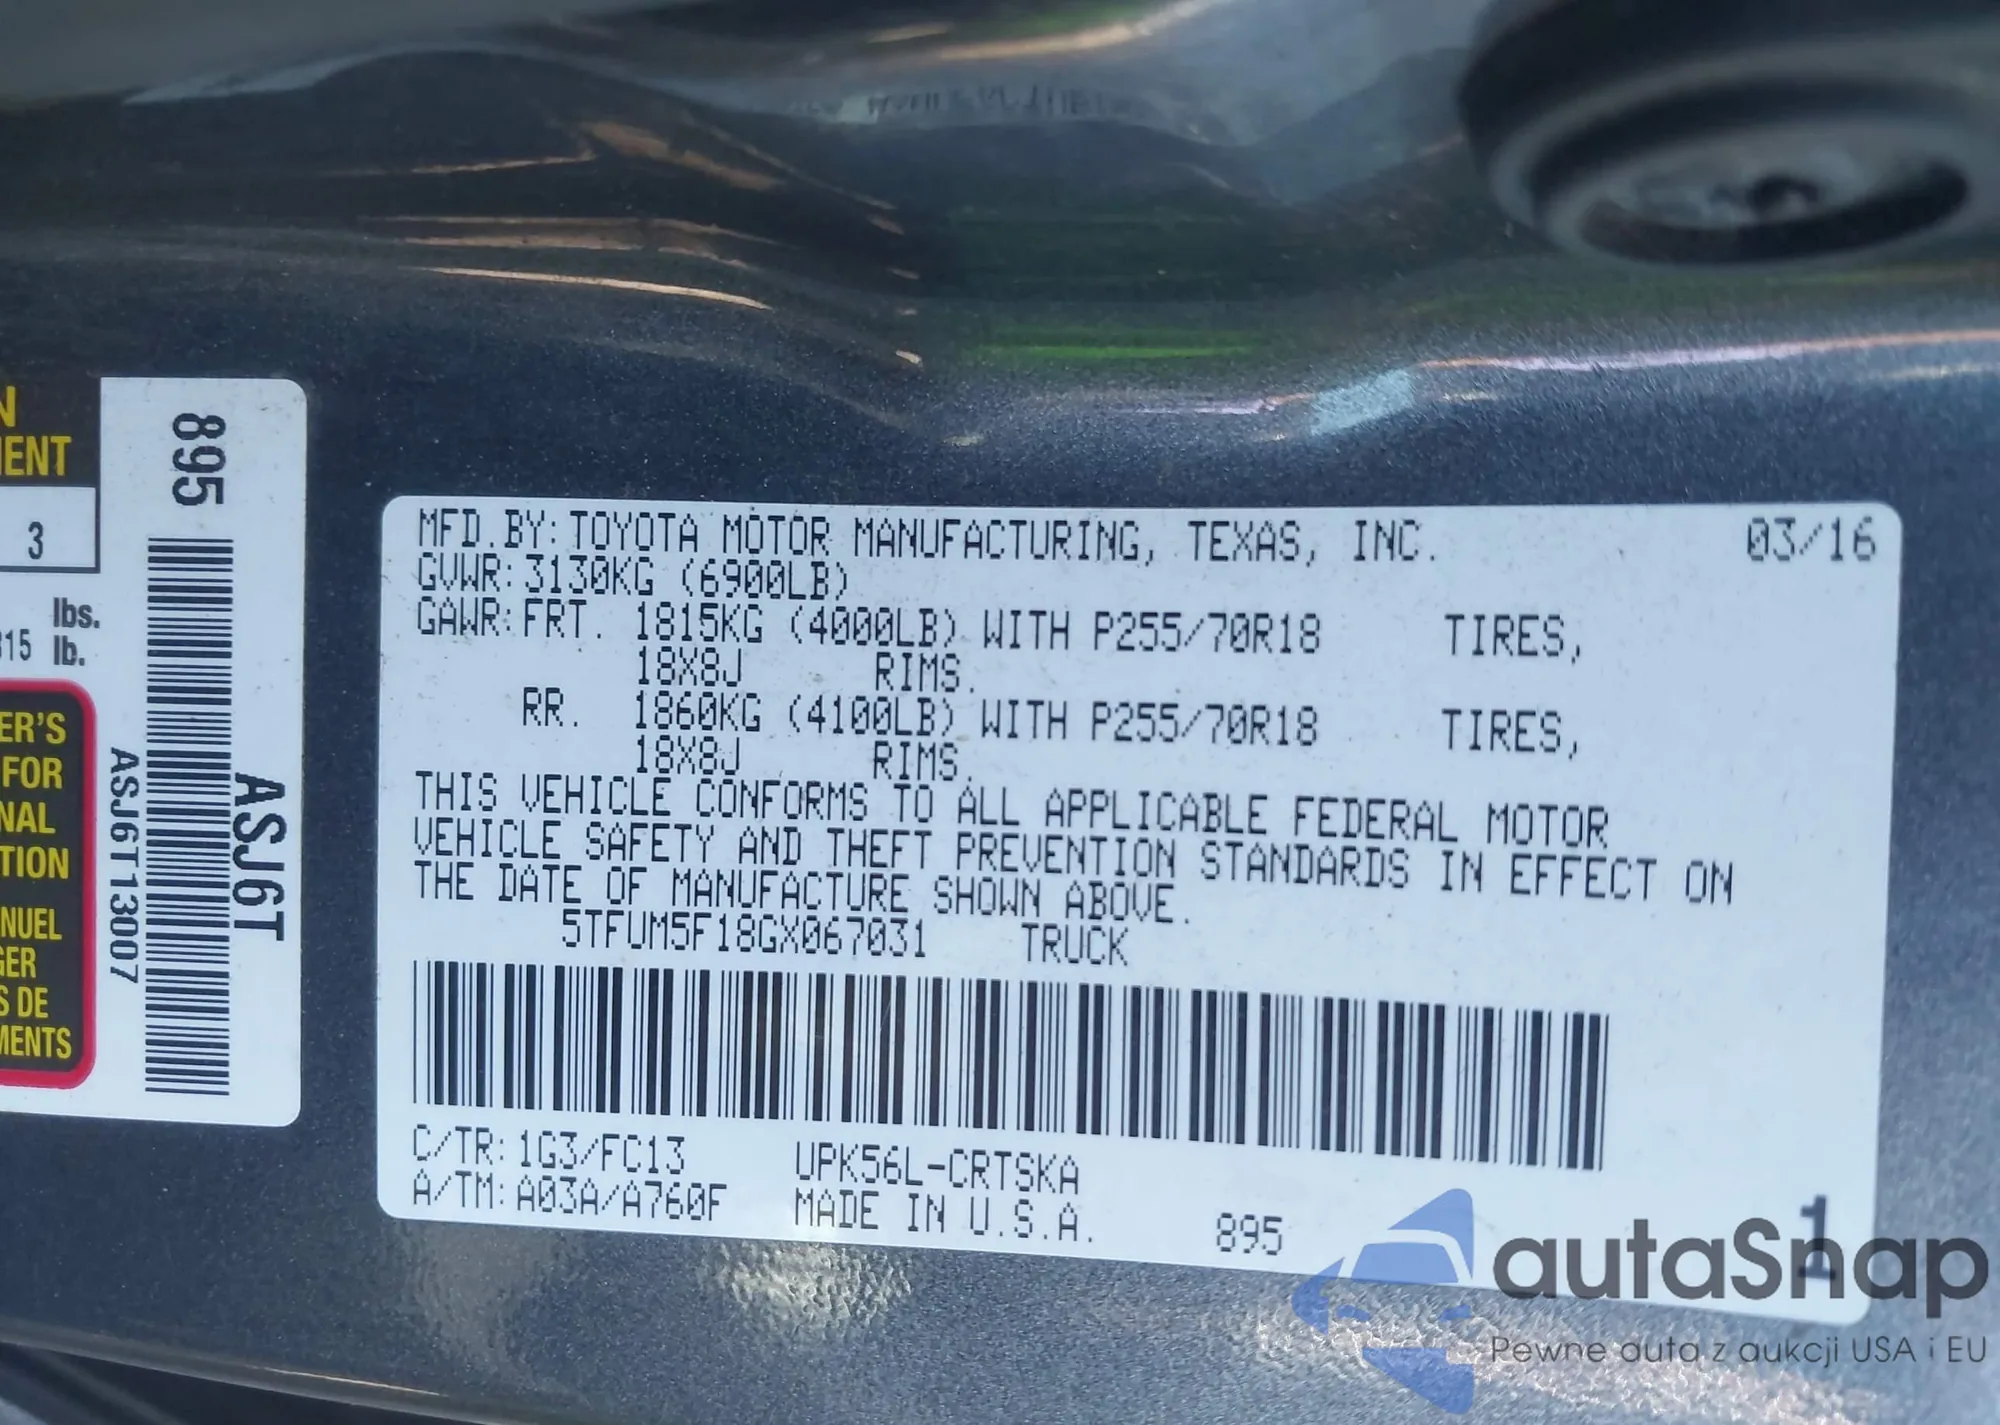 N
MENT
3
lbs.
315 lb.
ER'S
FOR
NAL
TION
NUEL
GER
S DE
MENTS
895
ASJ6T
ASJ6T13007
MFD.BY:TOYOTA MOTOR MANUFACTURING, TEXAS, INC. 03/16
GVWR:3130KG (6900LB)
GAWR:FRT. 1815KG (4000LB) WITH P255/70R18 TIRES,
18X8J RIMS.
RR. 1860KG (4100LB) WITH P255/70R18 TIRES,
18X8J RIMS.
THIS VEHICLE CONFORMS TO ALL APPLICABLE FEDERAL MOTOR
VEHICLE SAFETY AND THEFT PREVENTION STANDARDS IN EFFECT ON
THE DATE OF MANUFACTURE SHOWN ABOVE.
5TFUM5F18GX067031 TRUCK
C/TR:1G3/FC13 UPK56L-CRTSKA
A/TM:A03A/A760F MADE IN U.S.A. 895 1
autaSnap
Pewne auta z aukcji USA i EU